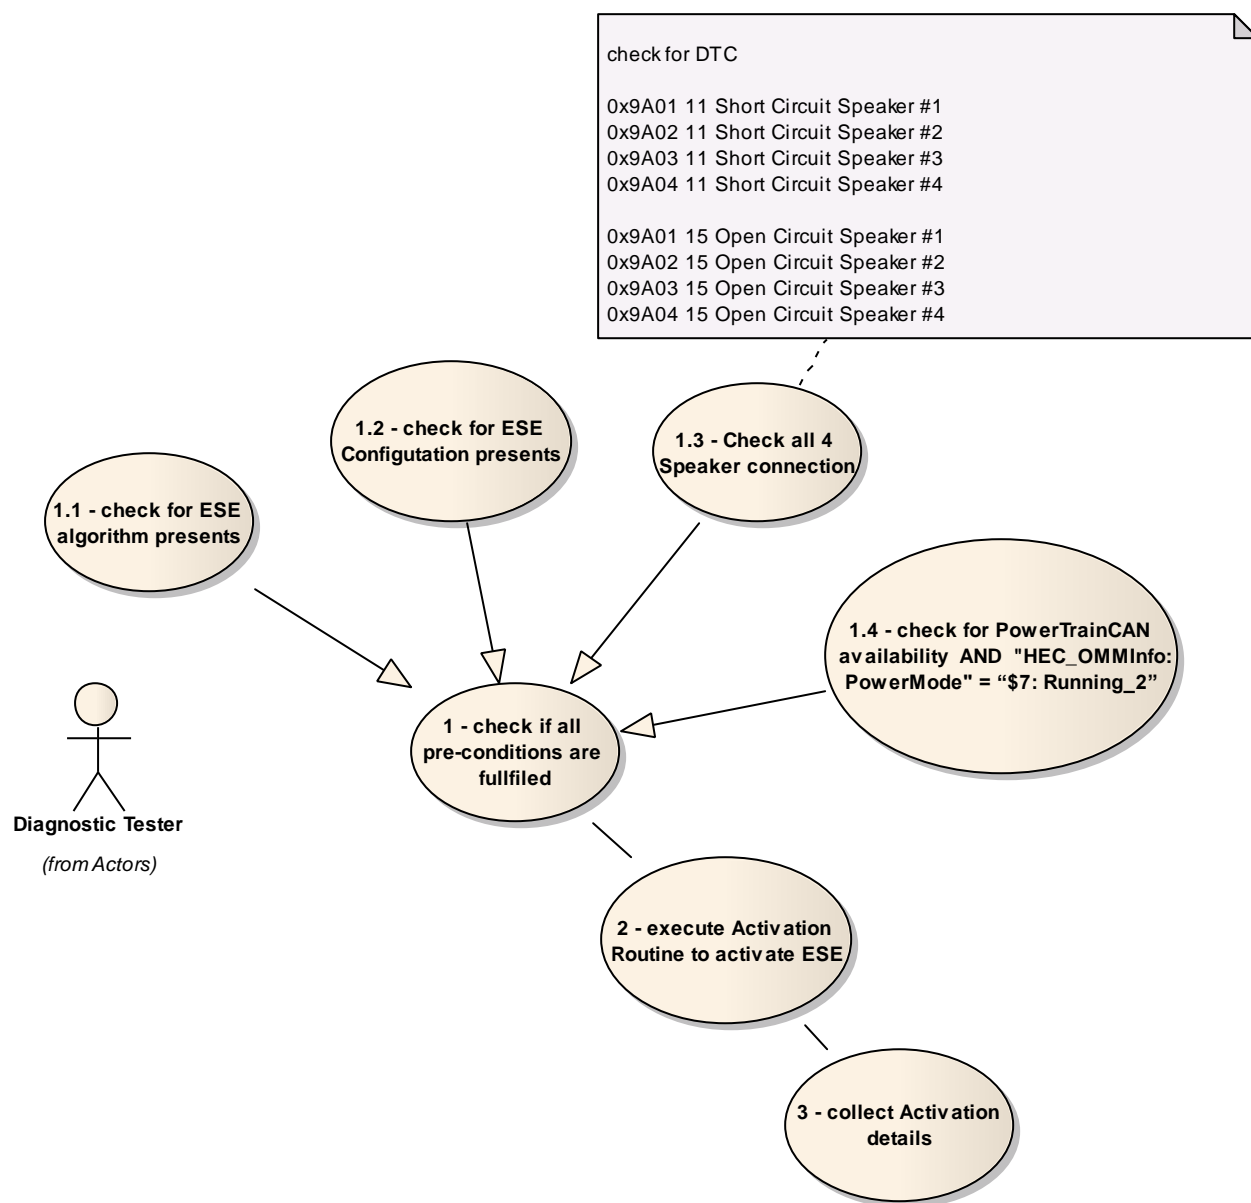 check for DTC
0x9A01 11 Short Circuit Speaker #1
0x9A02 11 Short Circuit Speaker #2
0x9A03 11 Short Circuit Speaker #3
0x9A04 11 Short Circuit Speaker #4
0x9A01 15 Open Circuit Speaker #1
0x9A02 15 Open Circuit Speaker #2
0x9A03 15 Open Circuit Speaker #3
0x9A04 15 Open Circuit Speaker #4
1.2 - check for ESE
Configutation presents
1.3 - Check all 4
Speaker connection
1.1 - check for ESE
algorithm presents
1.4 - check for PowerTrainCAN
availability AND "HEC_OMMInfo:
PowerMode" = “$7: Running_2”
1 - check if all
pre-conditions are
fullfiled
Diagnostic Tester
(from Actors)
2 - execute Activation
Routine to activate ESE
3 - collect Activation
details